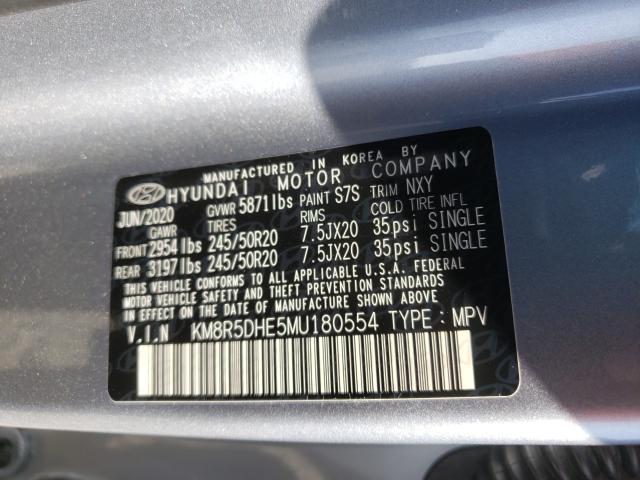 MANUFACTURED IN KOREA BY
HYUNDAI MOTOR COMPANY
JUN/2020 GVWR 5871lbs PAINT S7S TRIM NXY
GAWR TIRES RIMS COLD TIRE INFL
FRONT 2954lbs 245/50R20 7.5JX20 35psi SINGLE
REAR 3197lbs 245/50R20 7.5JX20 35psi SINGLE
THIS VEHICLE CONFORMS TO ALL APPLICABLE U.S.A. FEDERAL
MOTOR VEHICLE SAFETY AND THEFT PREVENTION STANDARDS
IN EFFECT ON THE DATE OF MANUFACTURE SHOWN ABOVE.
V.I.N KM8R5DHE5MU180554 TYPE : MPV